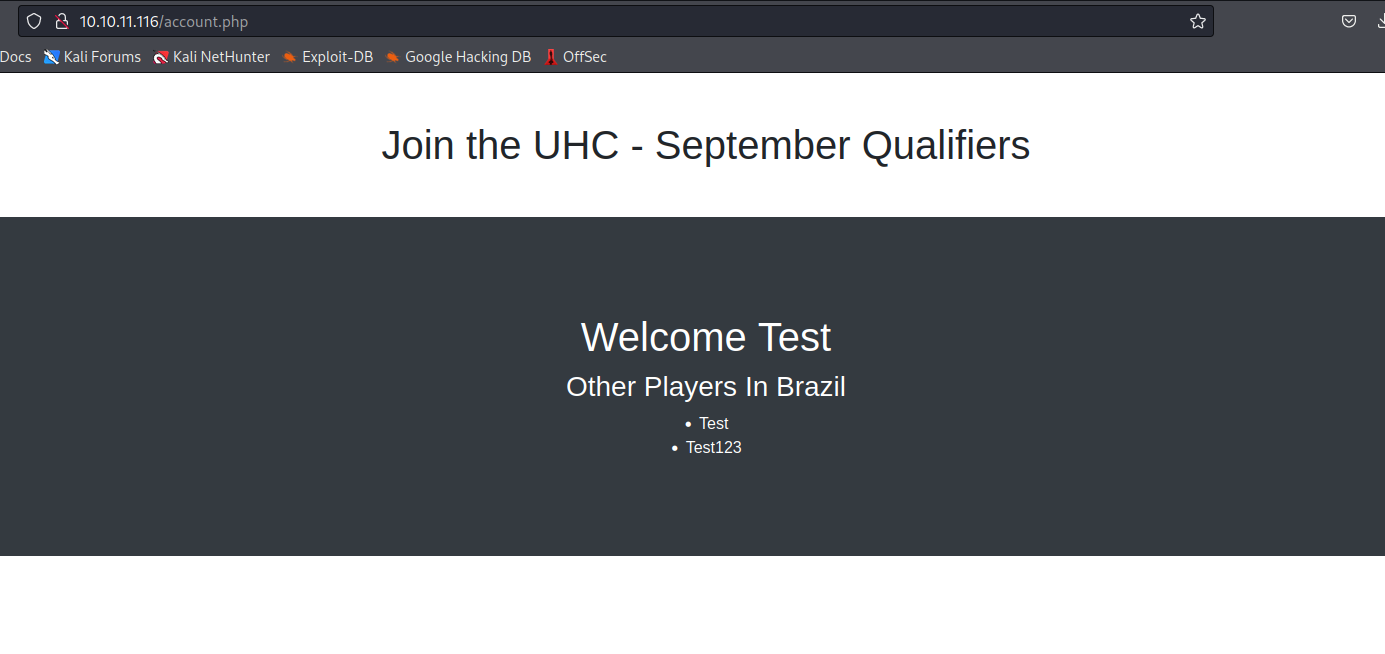 10.10.11.116/account.php
Docs Kali Forums Kali NetHunter Exploit-DB Google Hacking DB OffSec
Join the UHC - September Qualifiers
Welcome Test
Other Players In Brazil
• Test
• Test123